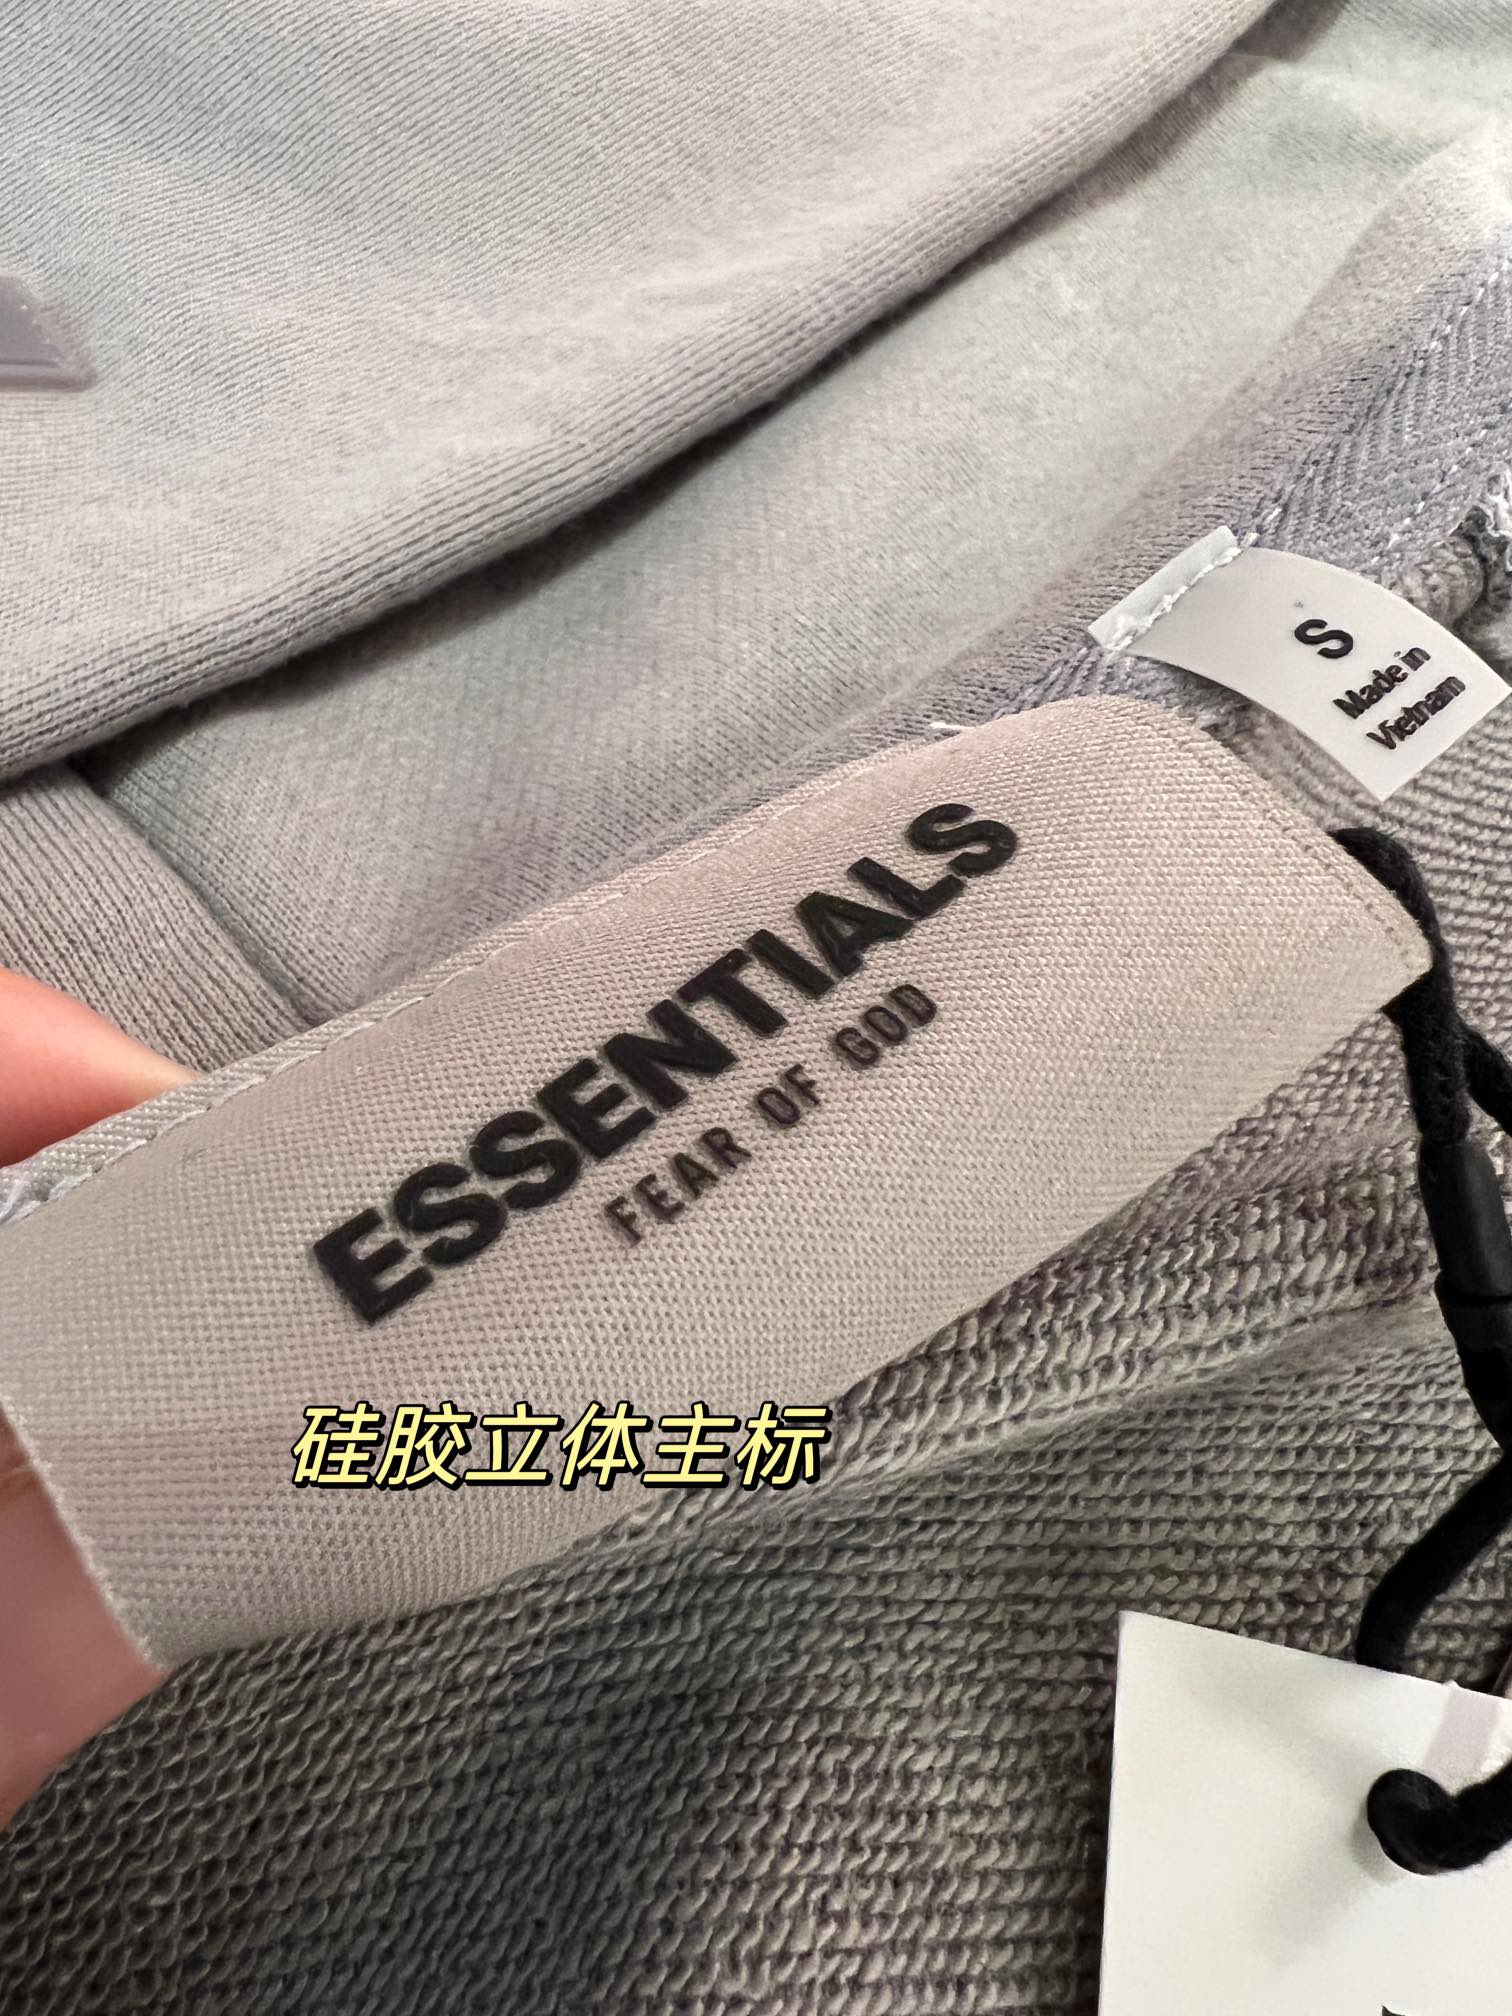 S
Made in
Vietnam
ESSENTIALS
FEAR OF GOD
硅胶立体主标